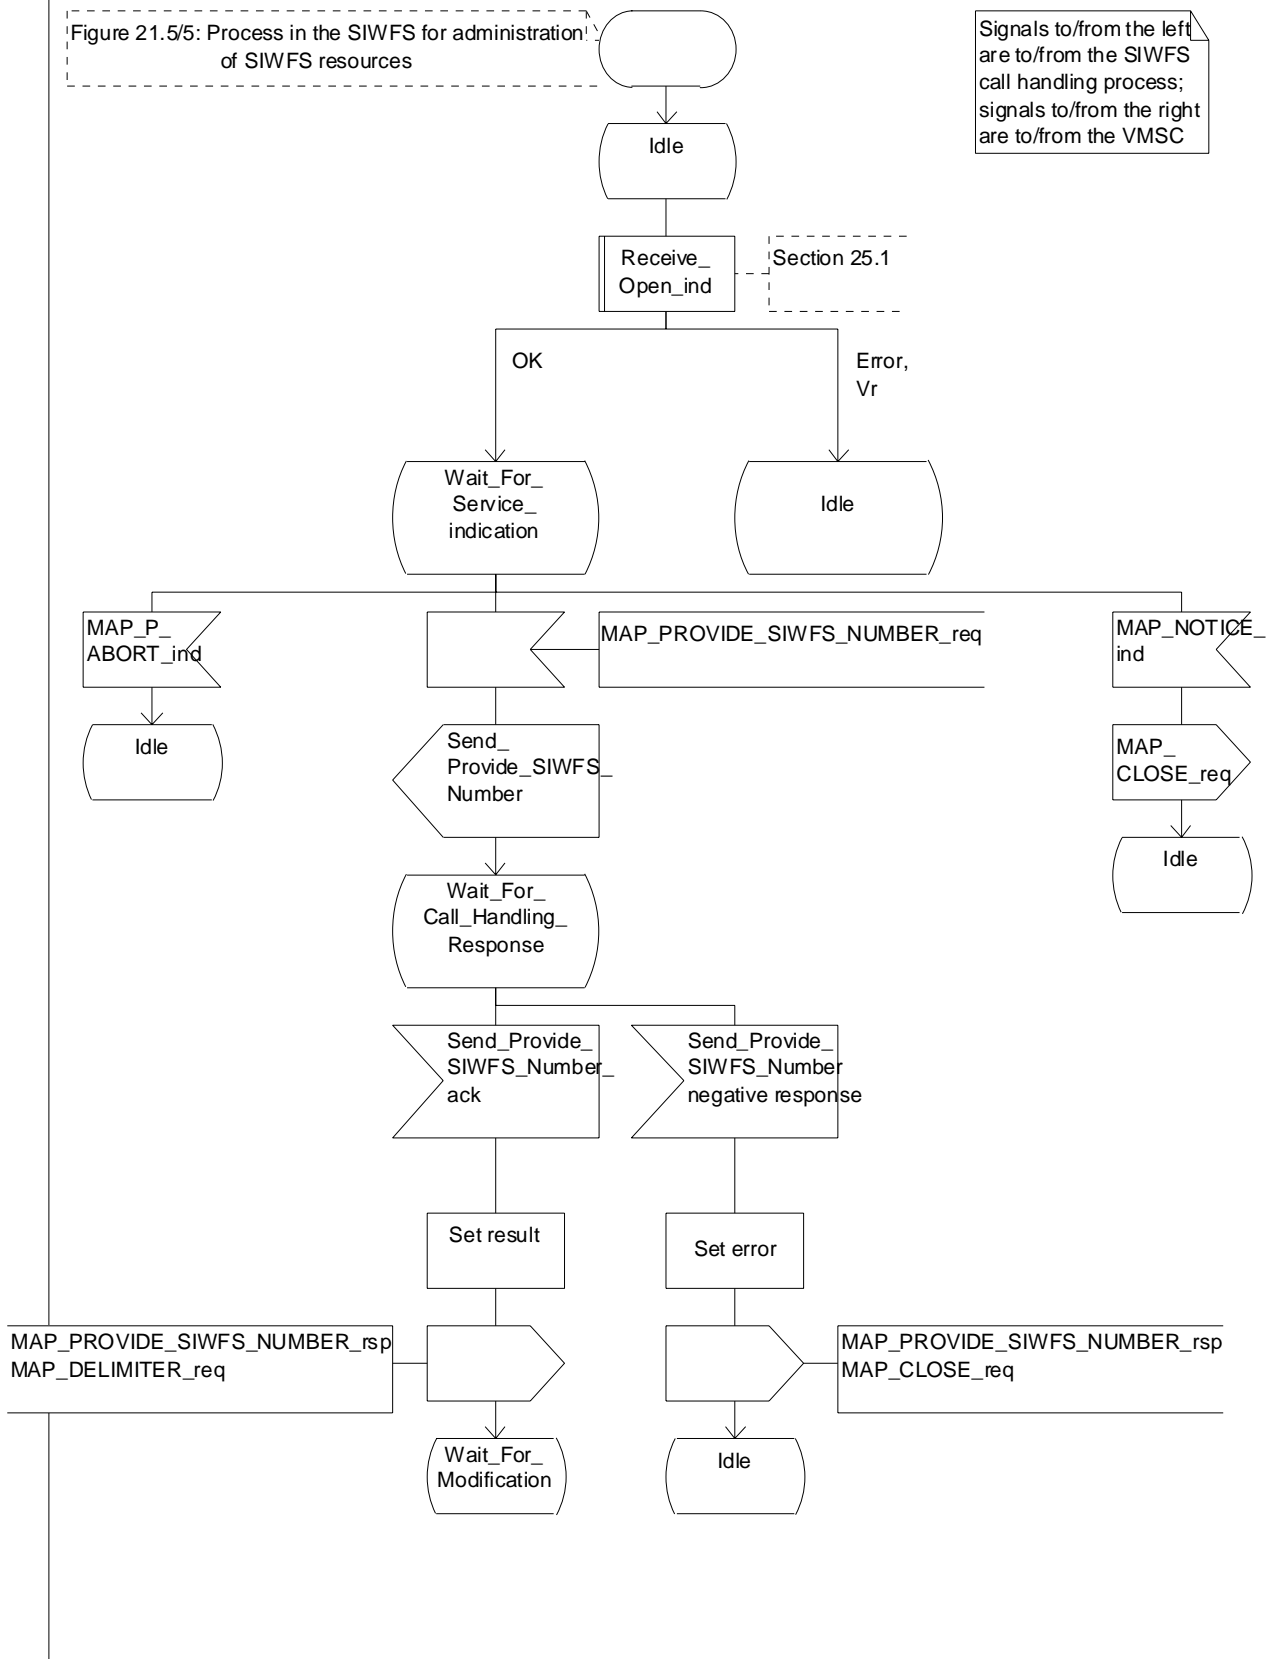 Figure 21.5/5: Process in the SIWFS for administration
of SIWFS resources
Signals to/from the left
are to/from the SIWFS
call handling process;
signals to/from the right
are to/from the VMSC
Idle
Receive_
Open_ind
Section 25.1
OK
Error,
Vr
Wait_For_
Service_
indication
Idle
MAP_P_
ABORT_ind
MAP_PROVIDE_SIWFS_NUMBER_req
MAP_NOTICE_
ind
Idle
Send_
Provide_SIWFS_
Number
MAP_
CLOSE_req
Idle
Wait_For_
Call_Handling_
Response
Send_Provide_
SIWFS_Number_
ack
Send_Provide_
SIWFS_Number
negative response
Set result
Set error
MAP_PROVIDE_SIWFS_NUMBER_rsp
MAP_DELIMITER_req
MAP_PROVIDE_SIWFS_NUMBER_rsp
MAP_CLOSE_req
Wait_For_
Modification
Idle